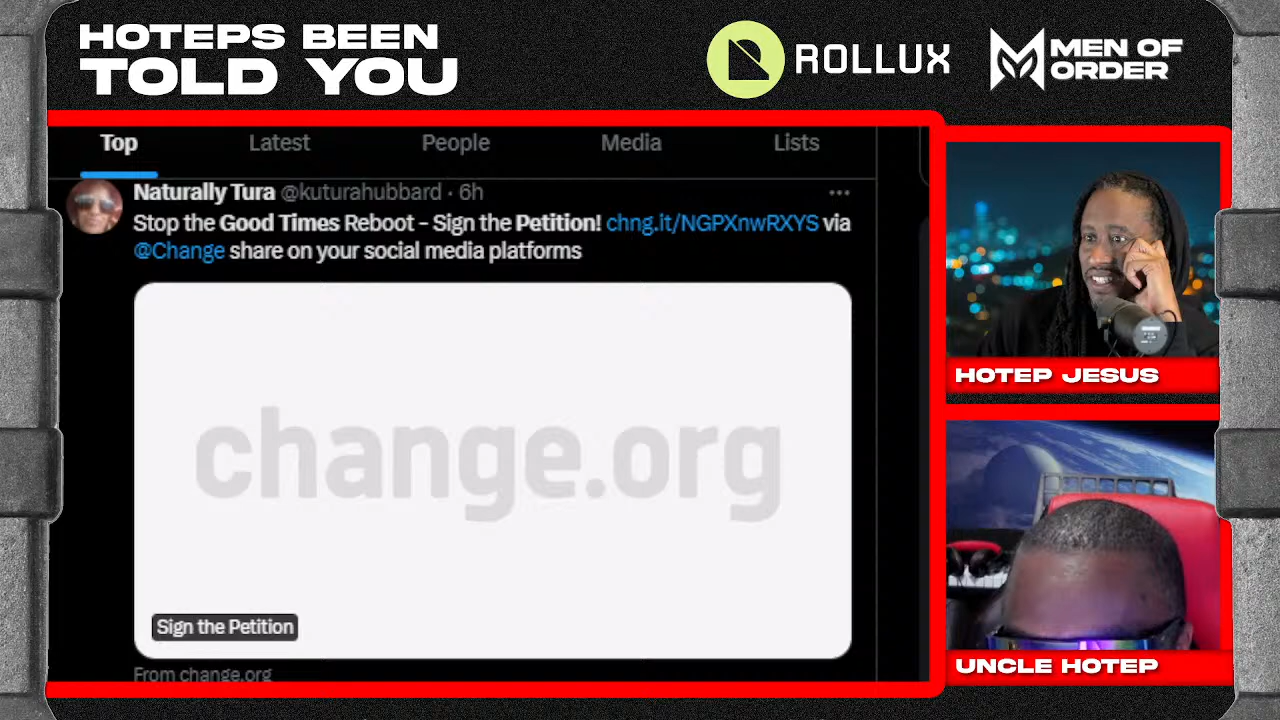 HOTEPS BEEN
TOLD YOU
ROLLUX
MEN OF
ORDER
Top Latest People Media Lists
Naturally Tura @kuturahubbard · 6h
Stop the Good Times Reboot - Sign the Petition! chng.it/NGPXnwRXYS via
@Change share on your social media platforms
change.org
Sign the Petition
From change.org
HOTEP JESUS
UNCLE HOTEP